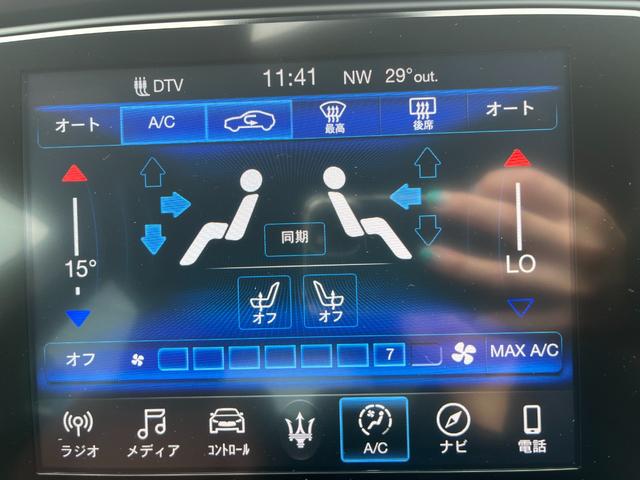 DTV 11:41 NW 29°out.
オート A/C 最高 後席 オート
同期
15° LO
オフ オフ
オフ 7 MAX A/C
ラジオ メディア コントロール A/C ナビ 電話